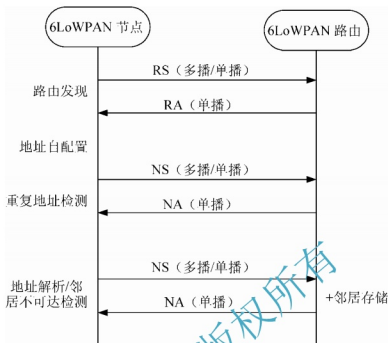 6LoWPAN 节点
6LoWPAN 路由
RS（多播/单播）
路由发现
RA（单播）
地址自配置
NS（多播/单播）
重复地址检测
NA（单播）
NS（多播/单播）
地址解析/邻
居不可达检测
NA（单播）
+邻居存储
版权所有